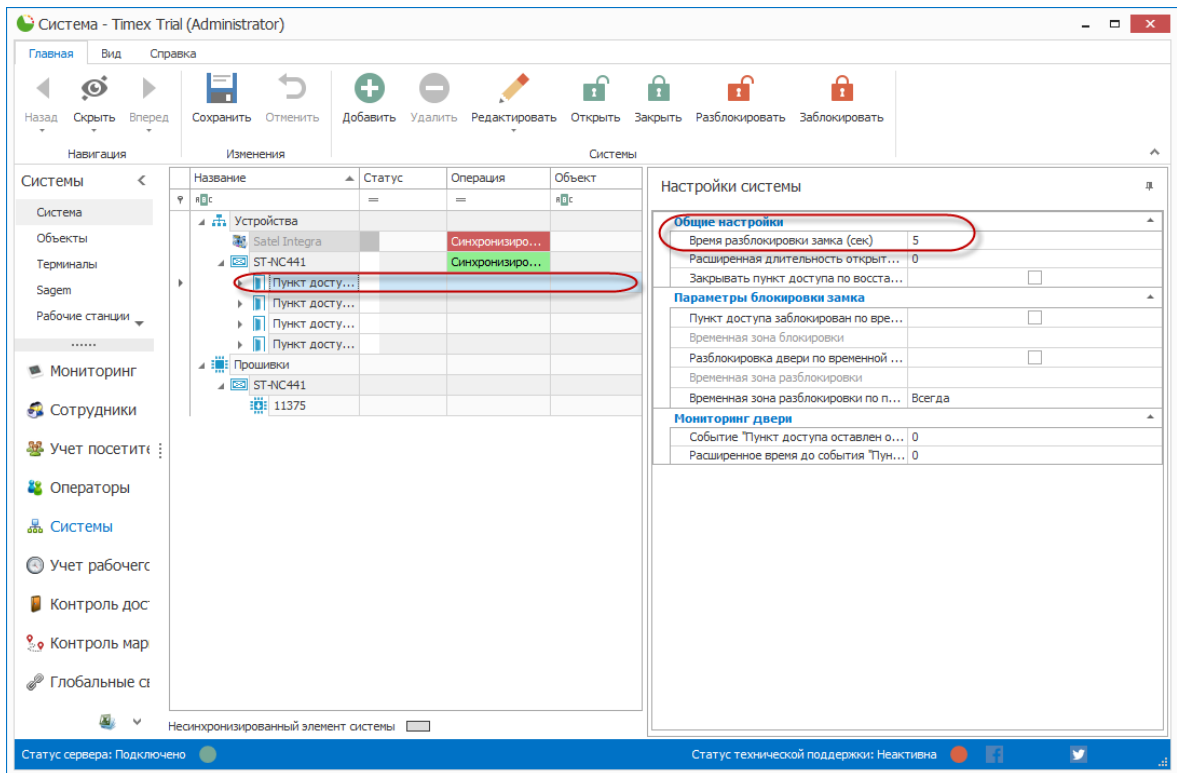 Система - Timex Trial (Administrator)
Главная Вид Справка
Назад Скрыть Вперед Сохранить Отменить Добавить Удалить Редактировать Открыть Закрыть Разблокировать Заблокировать
Навигация Изменения Системы
Системы
Система
Объекты
Терминалы
Sagem
Рабочие станции
Мониторинг
Сотрудники
Учет посетите
Операторы
Системы
Учет рабочего
Контроль дос
Контроль мар
Глобальные св
Название Статус Операция Объект
Устройства
Satel Integra Синхронизиро...
ST-NC441 Синхронизиро...
Пункт досту...
Пункт досту...
Пункт досту...
Пункт досту...
Прошивки
ST-NC441
11375
Несинхронизированный элемент системы
Настройки системы
Общие настройки
Время разблокировки замка (сек) 5
Расширенная длительность открыт... 0
Закрывать пункт доступа по восста...
Параметры блокировки замка
Пункт доступа заблокирован по вре...
Временная зона блокировки
Разблокировка двери по временной ...
Временная зона разблокировки
Временная зона разблокировки по п... Всегда
Мониторинг двери
Событие "Пункт доступа оставлен о... 0
Расширенное время до события "Пун... 0
Статус сервера: Подключено Статус технической поддержки: Неактивна